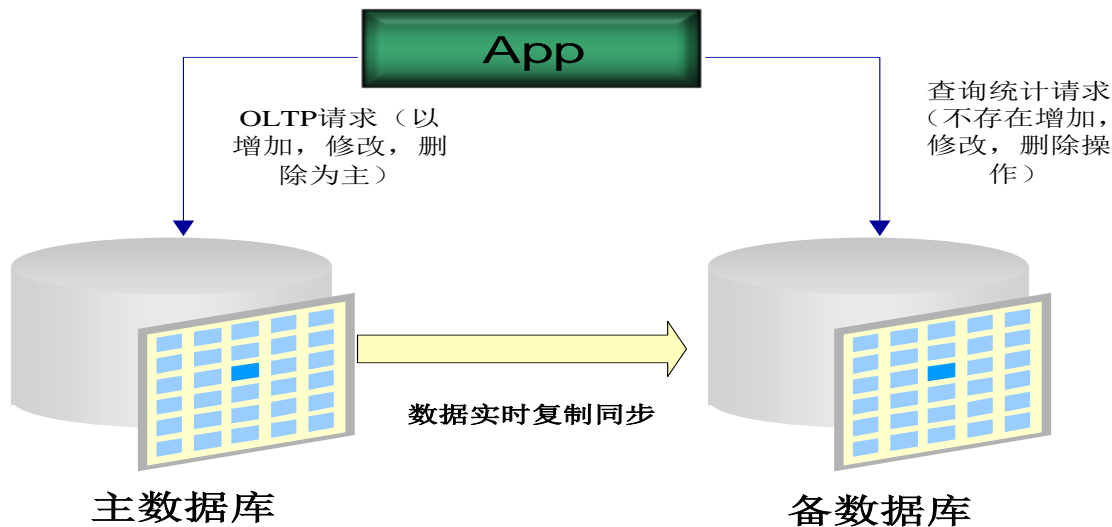 App
OLTP请求（以
增加，修改，删
除为主）
查询统计请求
（不存在增加，
修改，删除操
作）
数据实时复制同步
主数据库
备数据库